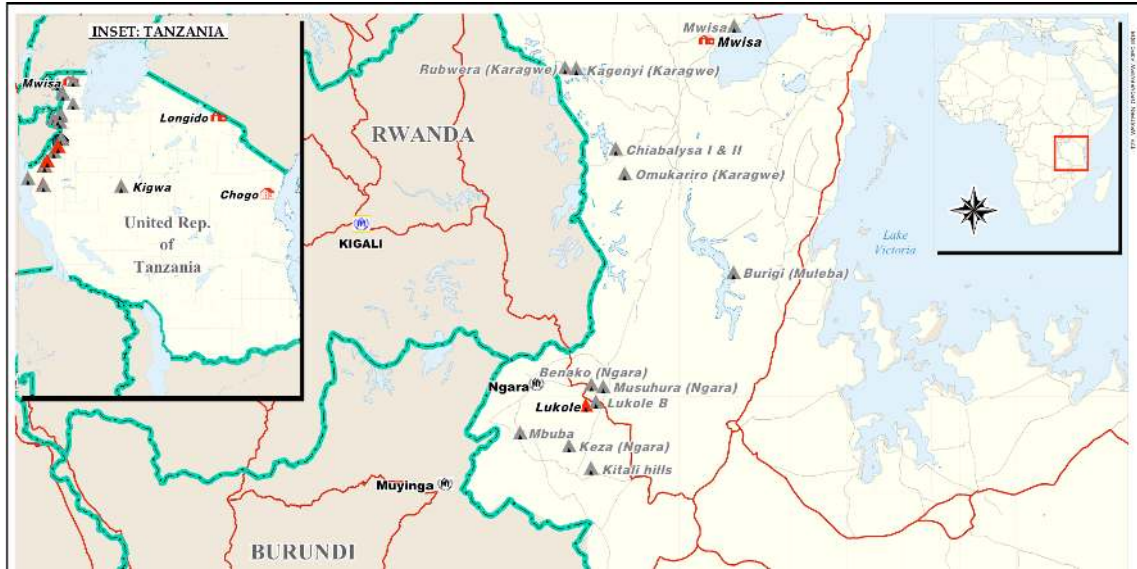 INSET: TANZANIA
Mwisa
Longido
Kigwa
Chogo
United Rep.
of
Tanzania
Mwisa
Mwisa
Rubwera (Karagwe)
Kagenyi (Karagwe)
RWANDA
Chiabalysa I & II
Omukariro (Karagwe)
KIGALI
Lake
Victoria
Burigi (Muleba)
Benako (Ngara)
Ngara
Musuhura (Ngara)
Lukole
Lukole B
Mbuba
Keza (Ngara)
Kitali hills
Muyinga
BURUNDI